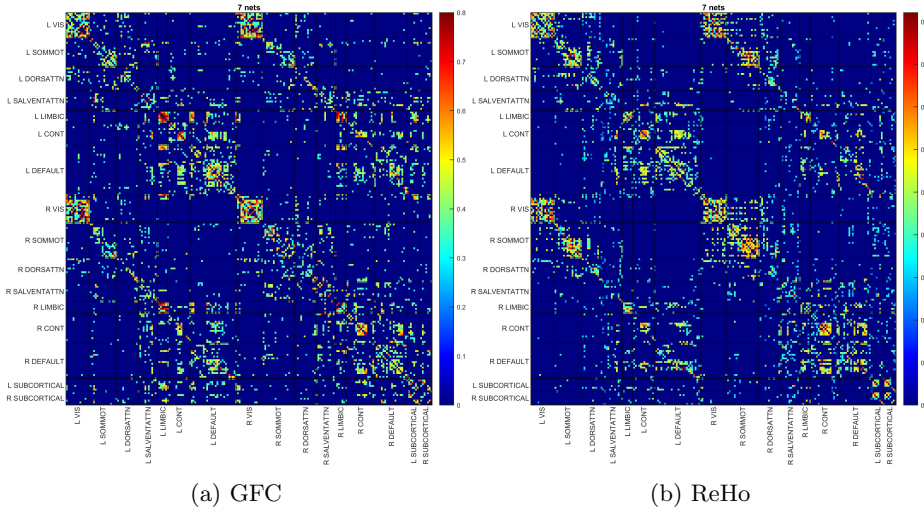 7 nets
7 nets
L VIS
L SOMMOT
L DORSATTN
L SALVENTATTN
L LIMBIC
L CONT
L DEFAULT
R VIS
R SOMMOT
R DORSATTN
R SALVENTATTN
R LIMBIC
R CONT
R DEFAULT
L SUBCORTICAL
R SUBCORTICAL
L VIS
L SOMMOT
L DORSATTN
L SALVENTATTN
L LIMBIC
L CONT
L DEFAULT
R VIS
R SOMMOT
R DORSATTN
R SALVENTATTN
R LIMBIC
R CONT
R DEFAULT
L SUBCORTICAL
R SUBCORTICAL
0.8
0.7
0.6
0.5
0.4
0.3
0.2
0.1
0
L VIS
L SOMMOT
L DORSATTN
L SALVENTATTN
L LIMBIC
L CONT
L DEFAULT
R VIS
R SOMMOT
R DORSATTN
R SALVENTATTN
R LIMBIC
R CONT
R DEFAULT
L SUBCORTICAL
R SUBCORTICAL
L VIS
L SOMMOT
L DORSATTN
L SALVENTATTN
L LIMBIC
L CONT
L DEFAULT
R VIS
R SOMMOT
R DORSATTN
R SALVENTATTN
R LIMBIC
R CONT
R DEFAULT
L SUBCORTICAL
R SUBCORTICAL
(a) GFC
(b) ReHo